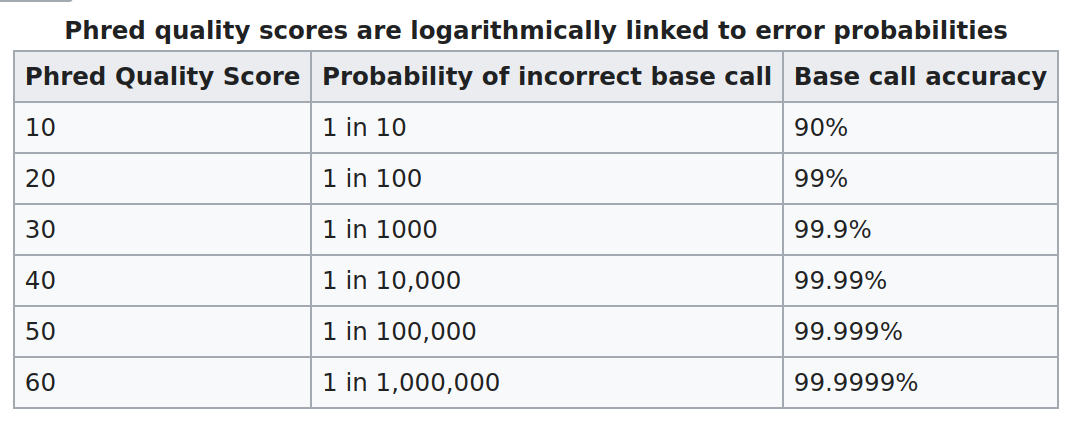 Phred quality scores are logarithmically linked to error probabilities
Phred Quality Score Probability of incorrect base call Base call accuracy
10 1 in 10 90%
20 1 in 100 99%
30 1 in 1000 99.9%
40 1 in 10,000 99.99%
50 1 in 100,000 99.999%
60 1 in 1,000,000 99.9999%